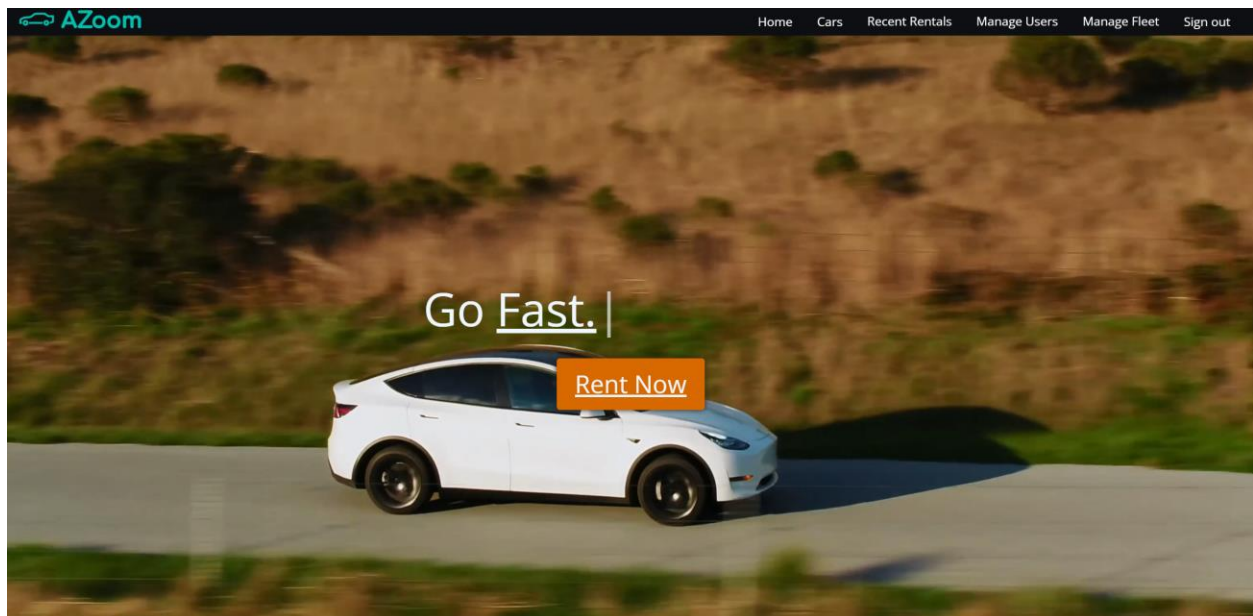 AZoom
Home Cars Recent Rentals Manage Users Manage Fleet Sign out
Go Fast.|
Rent Now